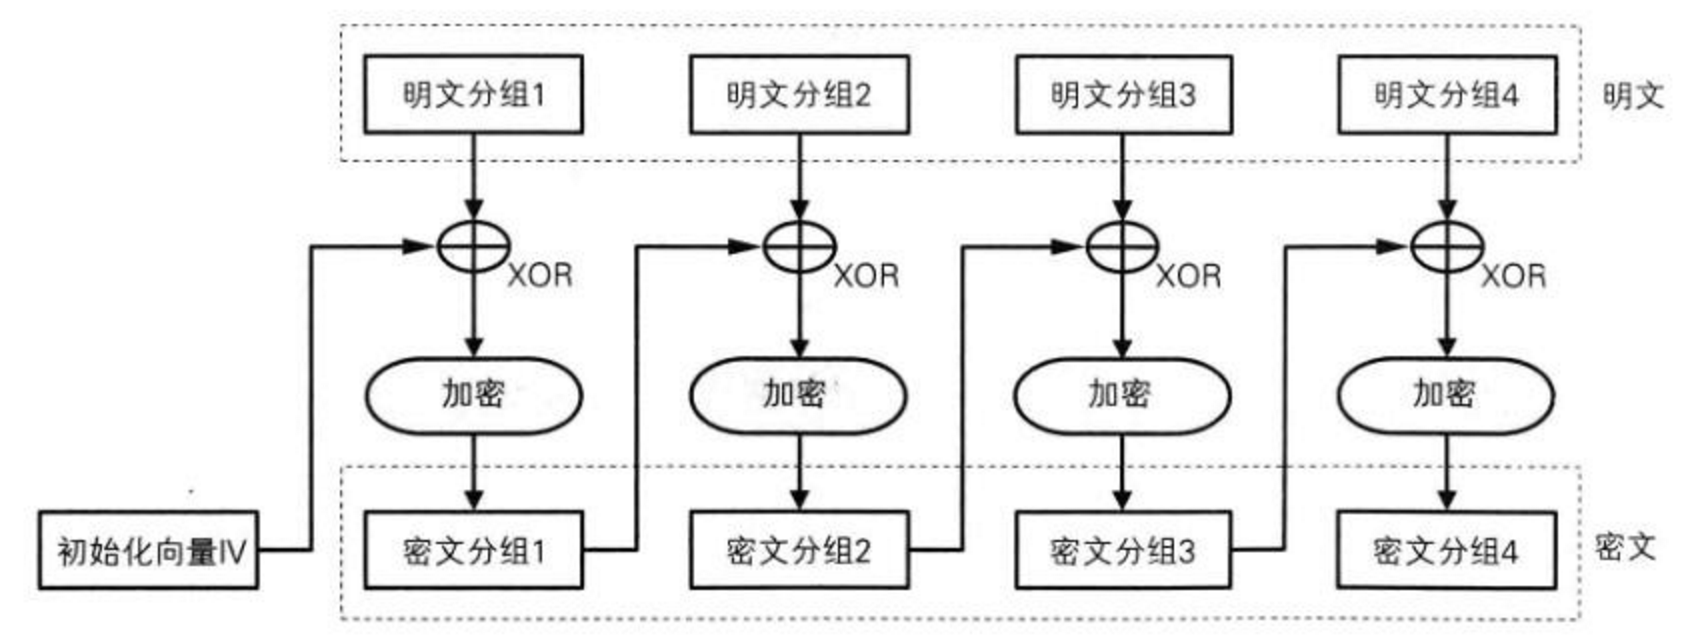 明文分组1
明文分组2
明文分组3
明文分组4
明文
XOR
XOR
XOR
XOR
加密
加密
加密
加密
初始化向量IV
密文分组1
密文分组2
密文分组3
密文分组4
密文